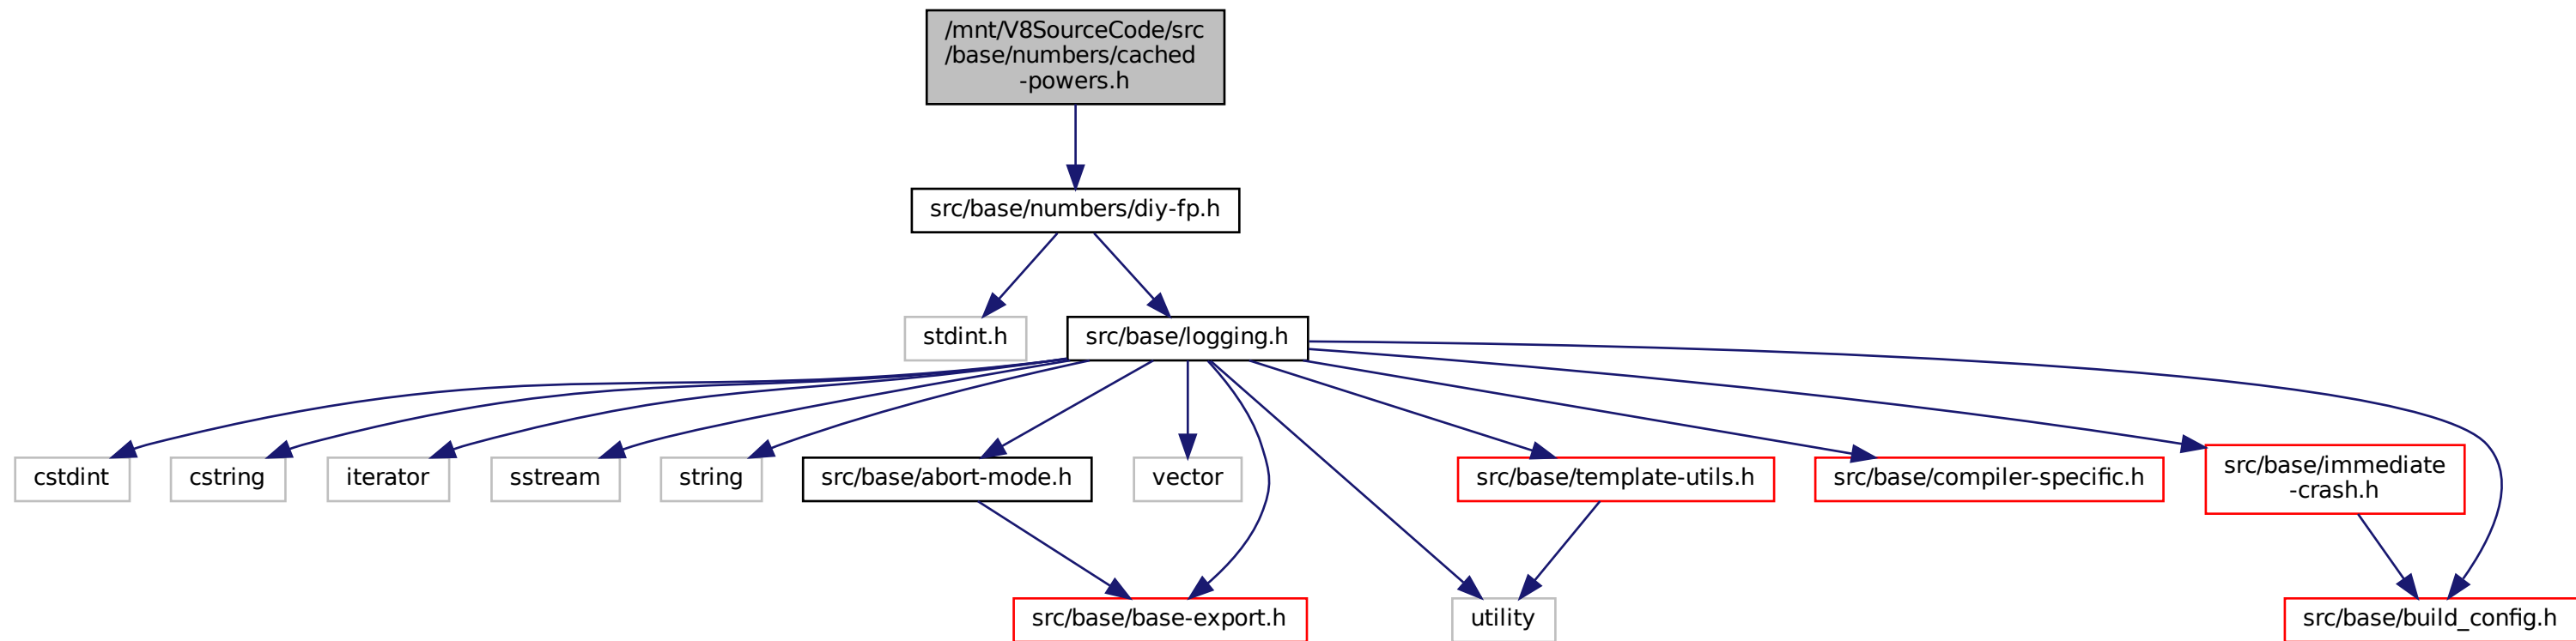 /mnt/V8SourceCode/src
/base/numbers/cached
-powers.h
src/base/numbers/diy-fp.h
stdint.h
src/base/logging.h
cstdint
cstring
iterator
sstream
string
src/base/abort-mode.h
vector
src/base/template-utils.h
src/base/compiler-specific.h
src/base/immediate
-crash.h
src/base/base-export.h
utility
src/base/build_config.h